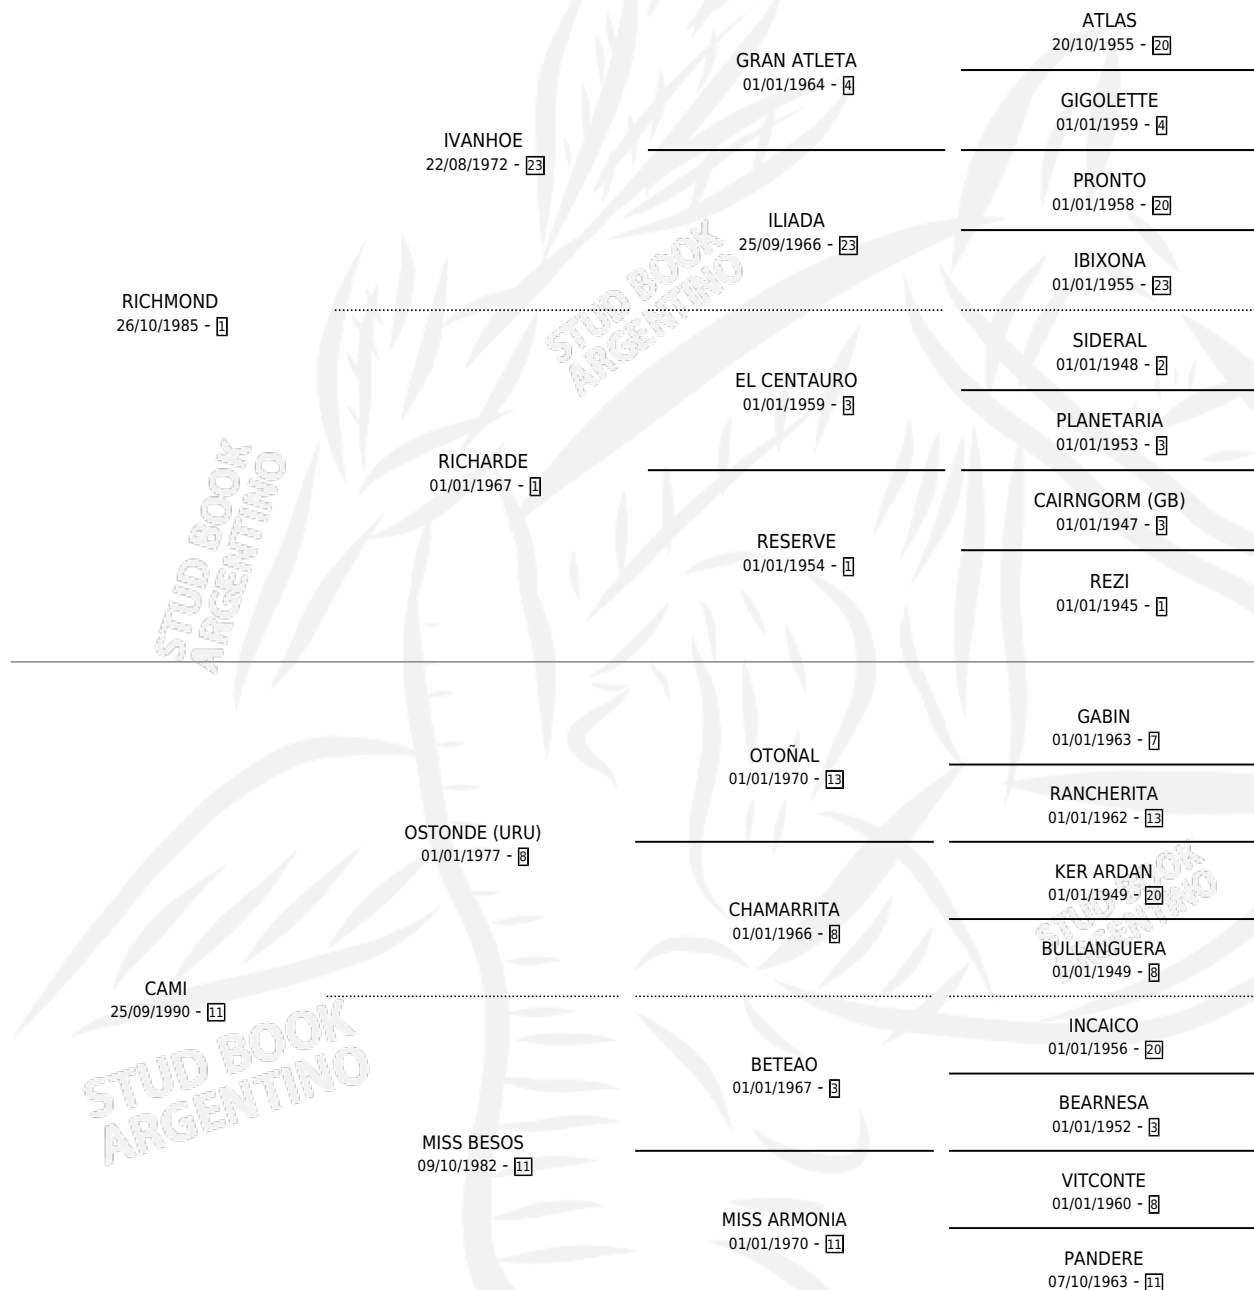 ATLAS
20/10/1955 - 20
GRAN ATLETA
01/01/1964 - 4
GIGOLETTE
01/01/1959 - 4
IVANHOE
22/08/1972 - 23
PRONTO
01/01/1958 - 20
ILIADA
25/09/1966 - 23
IBIXONA
01/01/1955 - 23
RICHMOND
26/10/1985 - 1
SIDERAL
01/01/1948 - 2
EL CENTAURO
01/01/1959 - 3
PLANETARIA
01/01/1953 - 3
RICHARDE
01/01/1967 - 1
CAIRNGORM (GB)
01/01/1947 - 3
RESERVE
01/01/1954 - 1
REZI
01/01/1945 - 1
STUD BOOK
ARGENTINO
STUD BOOK
ARGENTINO
GABIN
01/01/1963 - 7
OTOÑAL
01/01/1970 - 13
RANCHERITA
01/01/1962 - 13
OSTONDE (URU)
01/01/1977 - 8
KER ARDAN
01/01/1949 - 20
CHAMARRITA
01/01/1966 - 8
BULLANGUERA
01/01/1949 - 8
STUD BOOK
ARGENTINO
CAMI
25/09/1990 - 11
INCAICO
01/01/1956 - 20
BETEAO
01/01/1967 - 3
BEARNESA
01/01/1952 - 3
STUD BOOK
ARGENTINO
MISS BESOS
09/10/1982 - 11
VITCONTE
01/01/1960 - 8
MISS ARMONIA
01/01/1970 - 11
PANDERE
07/10/1963 - 11